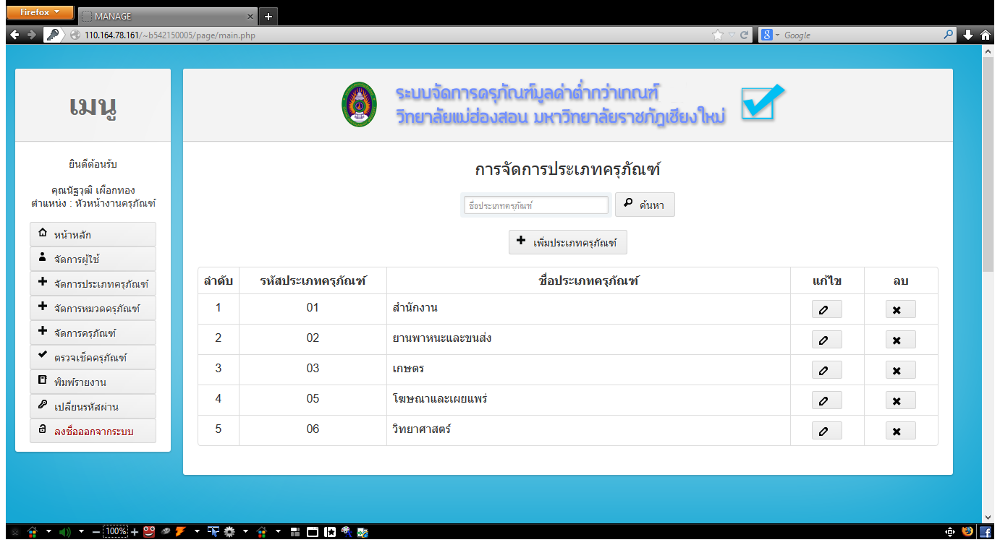 Firefox
MANAGE
110.164.78.161/~b542150005/page/main.php
Google
เมนู
ยินดีต้อนรับ
คุณนัฐวุฒิ เผือกทอง
ตำแหน่ง : หัวหน้างานครุภัณฑ์
หน้าหลัก
จัดการผู้ใช้
จัดการประเภทครุภัณฑ์
จัดการหมวดครุภัณฑ์
จัดการครุภัณฑ์
ตรวจเช็คครุภัณฑ์
พิมพ์รายงาน
เปลี่ยนรหัสผ่าน
ลงชื่อออกจากระบบ
ระบบจัดการครุภัณฑ์มูลค่าต่ำกว่าเกณฑ์
วิทยาลัยแม่ฮ่องสอน มหาวิทยาลัยราชภัฏเชียงใหม่
การจัดการประเภทครุภัณฑ์
ชื่อประเภทครุภัณฑ์ ค้นหา
เพิ่มประเภทครุภัณฑ์
ลำดับ รหัสประเภทครุภัณฑ์ ชื่อประเภทครุภัณฑ์ แก้ไข ลบ
1 01 สำนักงาน
2 02 ยานพาหนะและขนส่ง
3 03 เกษตร
4 05 โฆษณาและเผยแพร่
5 06 วิทยาศาสตร์
100%